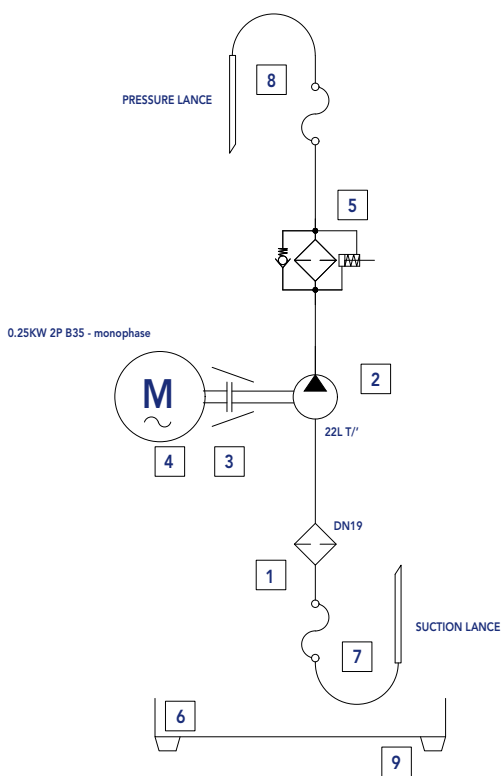 8
PRESSURE LANCE
5
0.25KW 2P B35 - monophase
2
M
22L T/'
4
3
DN19
1
SUCTION LANCE
7
6
9